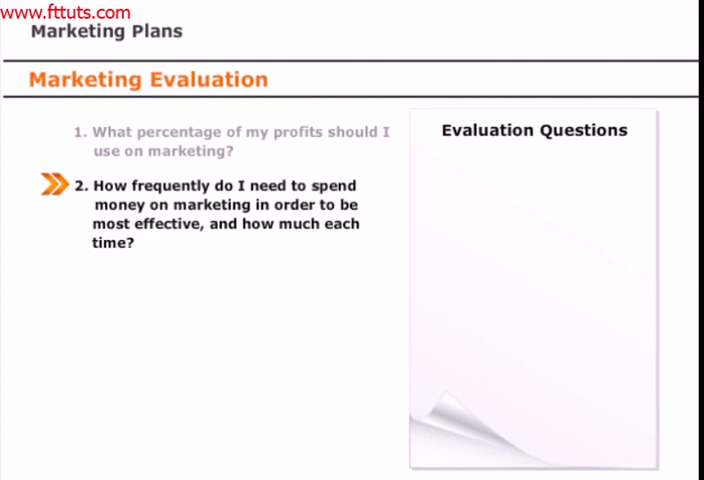 www.fttuts.com
Marketing Plans
Marketing Evaluation
1. What percentage of my profits should I
use on marketing?
2. How frequently do I need to spend
money on marketing in order to be
most effective, and how much each
time?
Evaluation Questions